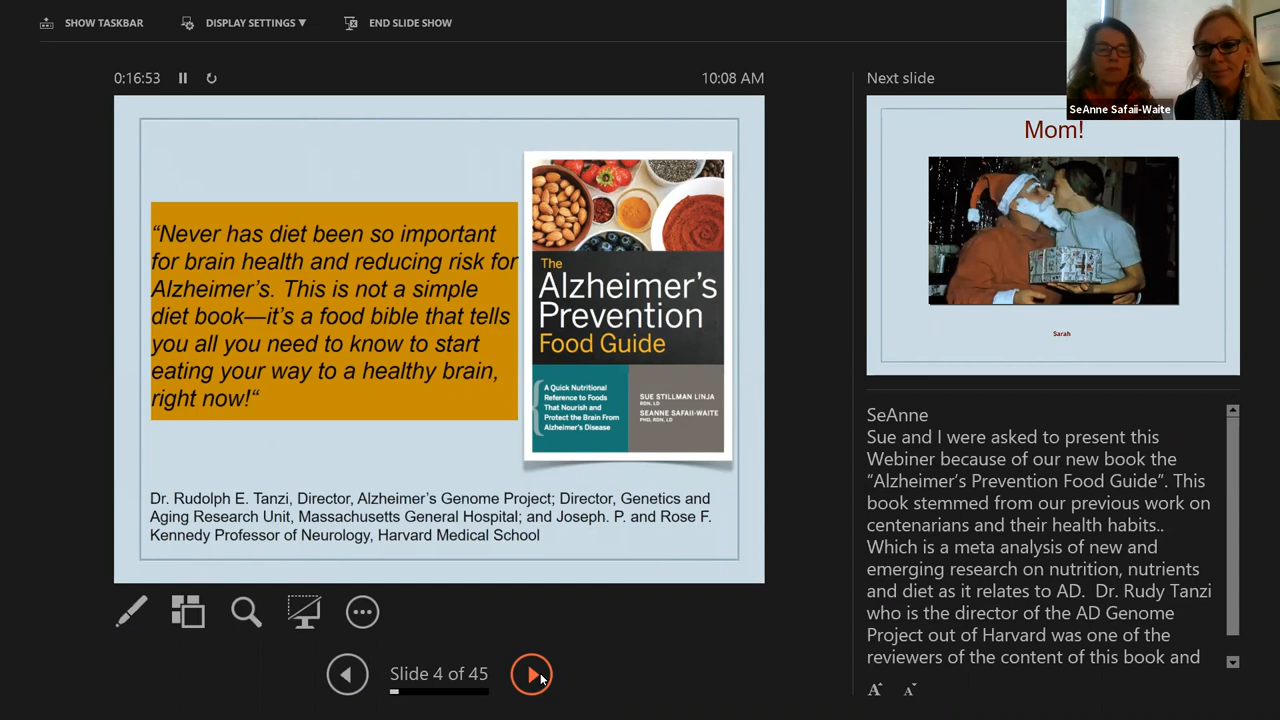 SHOW TASKBAR
DISPLAY SETTINGS ▼
END SLIDE SHOW
SeAnne Safaii-Waite
0:16:53
10:08 AM
“Never has diet been so important
for brain health and reducing risk for
Alzheimer’s. This is not a simple
diet book—it’s a food bible that tells
you all you need to know to start
eating your way to a healthy brain,
right now!“
The
Alzheimer’s
Prevention
Food Guide
A Quick Nutritional
Reference to Foods
That Nourish and
Protect the Brain From
Alzheimer’s Disease
SUE STILLMAN LINJA
RDN, LD
SEANNE SAFAII-WAITE
PHD, RDN, LD
Dr. Rudolph E. Tanzi, Director, Alzheimer’s Genome Project; Director, Genetics and
Aging Research Unit, Massachusetts General Hospital; and Joseph. P. and Rose F.
Kennedy Professor of Neurology, Harvard Medical School
Slide 4 of 45
Next slide
Mom!
Sarah
SeAnne
Sue and I were asked to present this
Webiner because of our new book the
“Alzheimer’s Prevention Food Guide”. This
book stemmed from our previous work on
centenarians and their health habits..
Which is a meta analysis of new and
emerging research on nutrition, nutrients
and diet as it relates to AD.  Dr. Rudy Tanzi
who is the director of the AD Genome
Project out of Harvard was one of the
reviewers of the content of this book and
A A